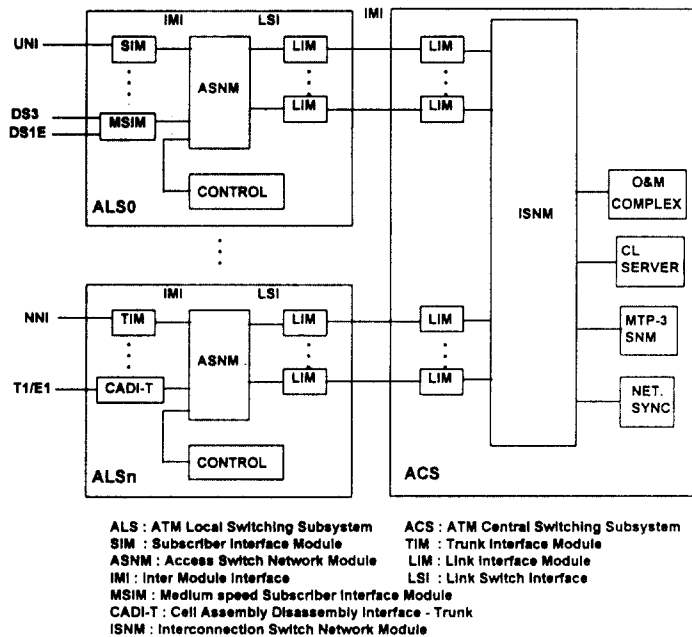 IMI LSI IMI
UNI SIM LIM LIM
ASNM
DS3 MSIM LIM LIM
DS1E
CONTROL
ALS0
ISNM
O&M
COMPLEX
CL
SERVER
MTP-3
SNM
NET.
SYNC
IMI LSI
NNI TIM LIM LIM
ASNM
T1/E1 CADI-T LIM LIM
CONTROL
ALSn
ACS
ALS : ATM Local Switching Subsystem
ACS : ATM Central Switching Subsystem
SIM : Subscriber Interface Module
TIM : Trunk Interface Module
ASNM : Access Switch Network Module
LIM : Link Interface Module
IMI : Inter Module Interface
LSI : Link Switch Interface
MSIM : Medium speed Subscriber Interface Module
CADI-T : Cell Assembly Disassembly Interface - Trunk
ISNM : Interconnection Switch Network Module